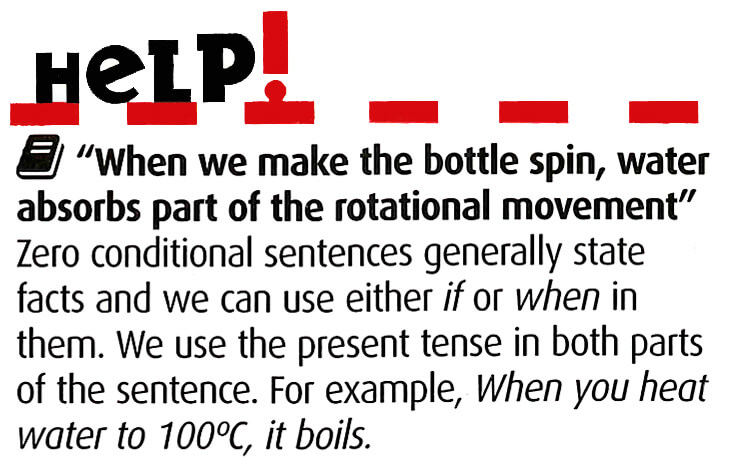 HeLP!
“When we make the bottle spin, water
absorbs part of the rotational movement”
Zero conditional sentences generally state
facts and we can use either if or when in
them. We use the present tense in both parts
of the sentence. For example, When you heat
water to 100ºC, it boils.